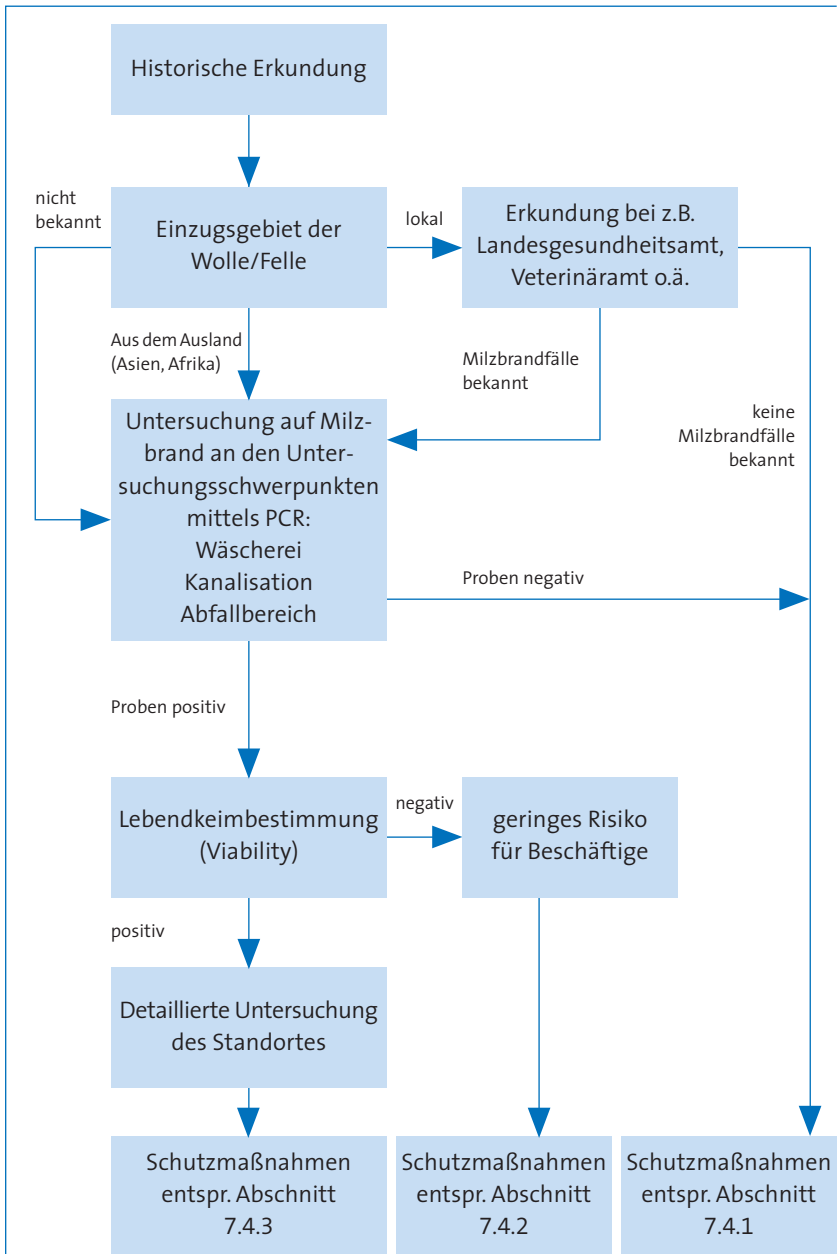 Historische Erkundung
nicht
bekannt
Einzugsgebiet der
Wolle/Felle
lokal
Erkundung bei z.B.
Landesgesundheitsamt,
Veterinäramt o.ä.
Aus dem Ausland
(Asien, Afrika)
Milzbrandfälle
bekannt
keine
Milzbrandfälle
bekannt
Untersuchung auf Milz-
brand an den Unter-
suchungsschwerpunkten
mittels PCR:
Wäscherei
Kanalisation
Abfallbereich
Proben negativ
Proben positiv
Lebendkeimbestimmung
(Viability)
negativ
geringes Risiko
für Beschäftige
positiv
Detaillierte Untersuchung
des Standortes
Schutzmaßnahmen
entspr. Abschnitt
7.4.3
Schutzmaßnahmen
entspr. Abschnitt
7.4.2
Schutzmaßnahmen
entspr. Abschnitt
7.4.1